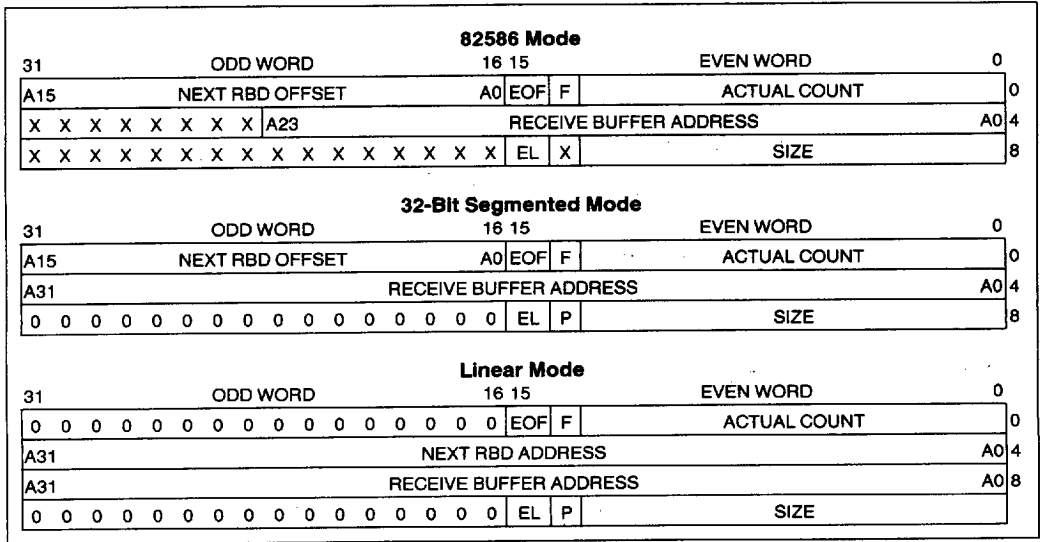 82586 Mode
31 ODD WORD 16 15 EVEN WORD 0
A15 NEXT RBD OFFSET A0 EOF F ACTUAL COUNT 0
X X X X X X X X A23 RECEIVE BUFFER ADDRESS A0 4
X X X X X X X X X X X X X X X X EL X SIZE 8
32-Bit Segmented Mode
31 ODD WORD 16 15 EVEN WORD 0
A15 NEXT RBD OFFSET A0 EOF F ACTUAL COUNT 0
A31 RECEIVE BUFFER ADDRESS A0 4
0 0 0 0 0 0 0 0 0 0 0 0 0 0 0 0 EL P SIZE 8
Linear Mode
31 ODD WORD 16 15 EVEN WORD 0
0 0 0 0 0 0 0 0 0 0 0 0 0 0 0 0 EOF F ACTUAL COUNT 0
A31 NEXT RBD ADDRESS A0 4
A31 RECEIVE BUFFER ADDRESS A0 8
0 0 0 0 0 0 0 0 0 0 0 0 0 0 0 0 EL P SIZE